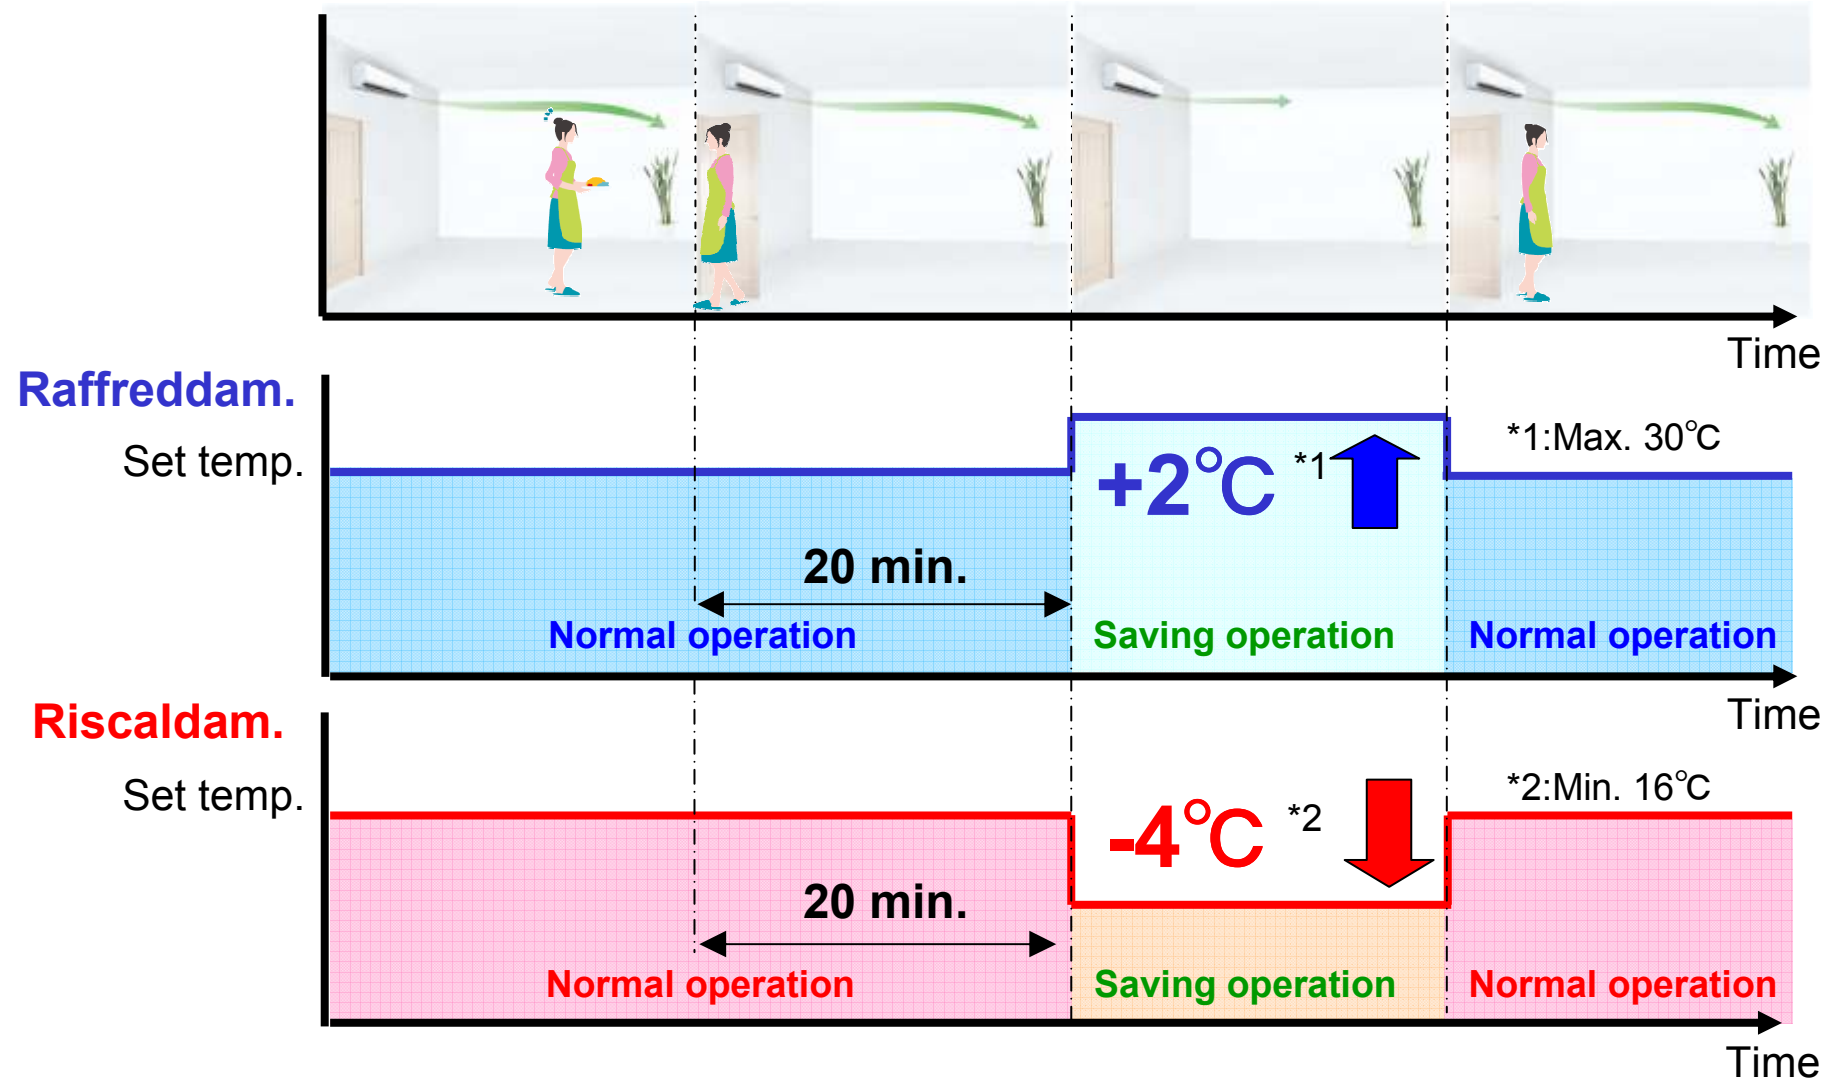 Time
Raffreddam.
Set temp.
+2℃ *1
*1:Max. 30℃
20 min.
Normal operation
Saving operation
Normal operation
Time
Riscaldam.
Set temp.
-4℃ *2
*2:Min. 16℃
20 min.
Normal operation
Saving operation
Normal operation
Time